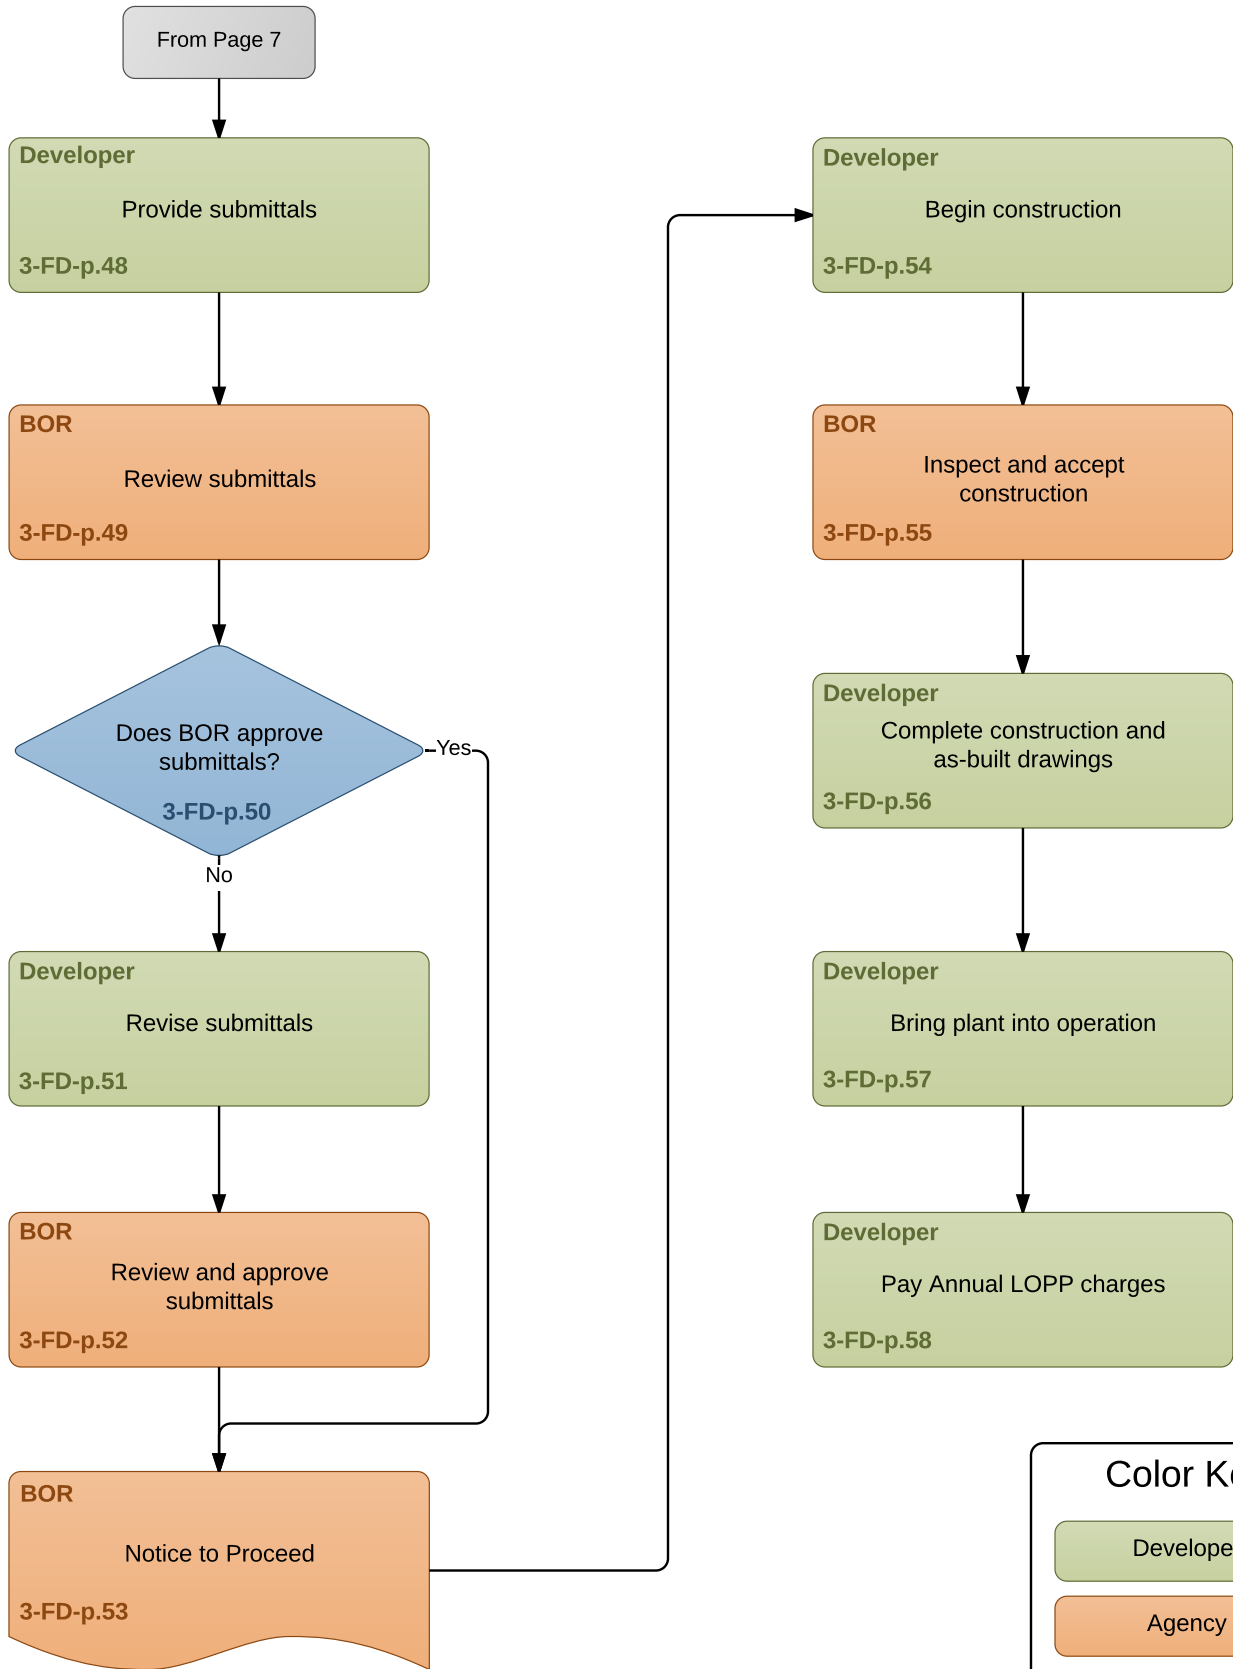 From Page 7
Developer
Provide submittals
3-FD-p.48
BOR
Review submittals
3-FD-p.49
Does BOR approve
submittals?
3-FD-p.50
Yes
No
Developer
Revise submittals
3-FD-p.51
BOR
Review and approve
submittals
3-FD-p.52
BOR
Notice to Proceed
3-FD-p.53
Developer
Begin construction
3-FD-p.54
BOR
Inspect and accept
construction
3-FD-p.55
Developer
Complete construction and
as-built drawings
3-FD-p.56
Developer
Bring plant into operation
3-FD-p.57
Developer
Pay Annual LOPP charges
3-FD-p.58
Color Ke
Develope
Agency